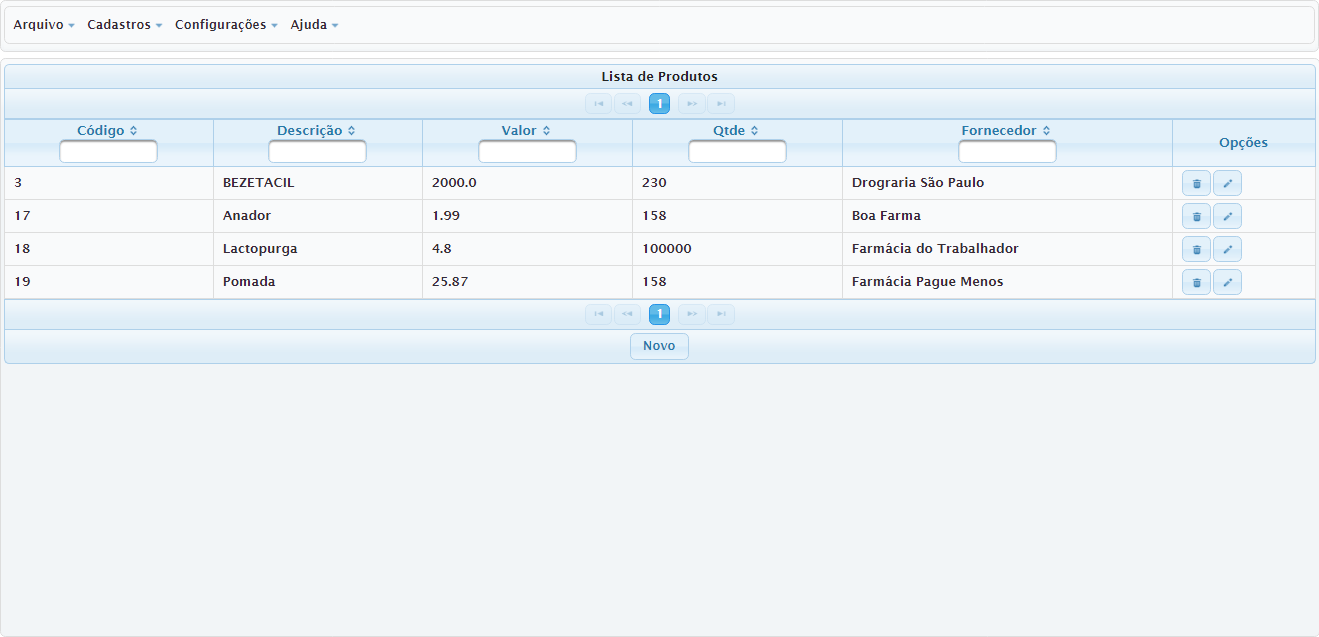 Arquivo Cadastros Configurações Ajuda
Lista de Produtos
1
Código Descrição Valor Qtde Fornecedor Opções
3 BEZETACIL 2000.0 230 Drograria São Paulo
17 Anador 1.99 158 Boa Farma
18 Lactopurga 4.8 100000 Farmácia do Trabalhador
19 Pomada 25.87 158 Farmácia Pague Menos
1
Novo